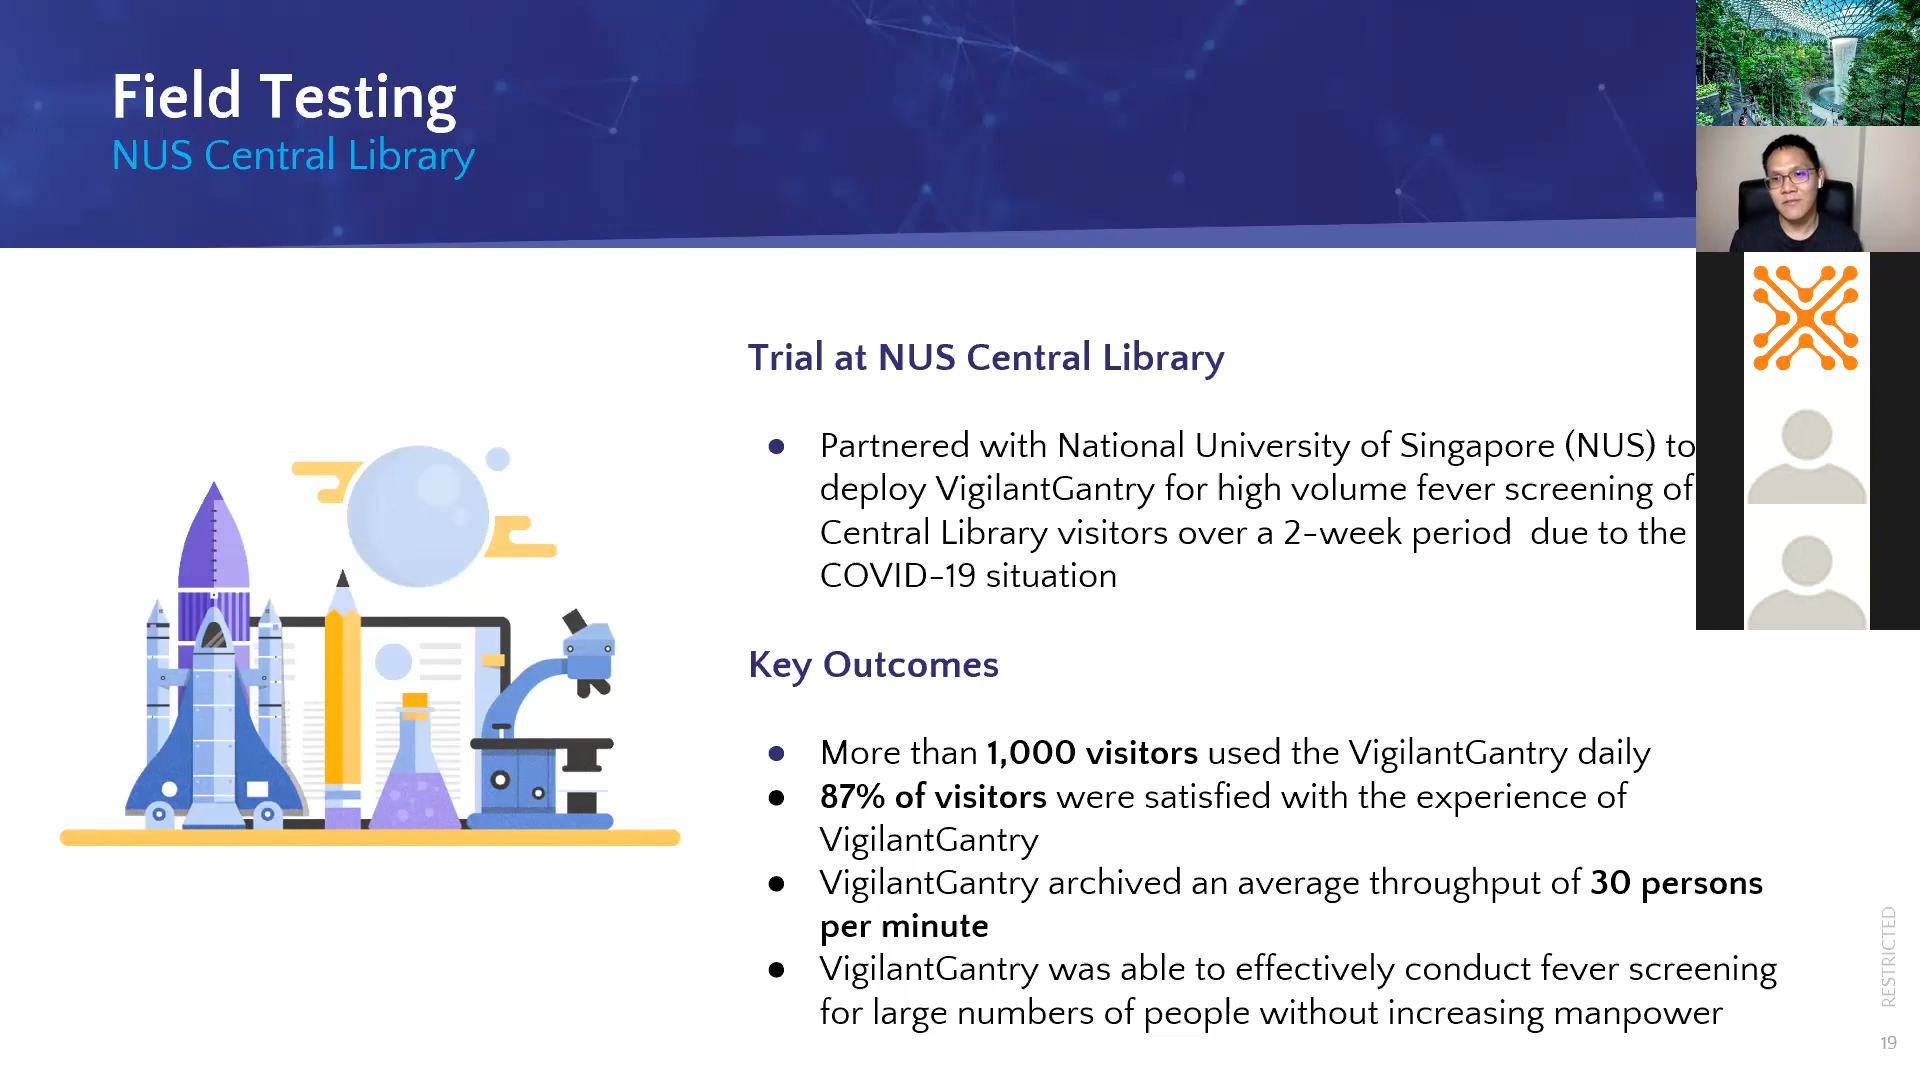 Field Testing
NUS Central Library
Trial at NUS Central Library
● Partnered with National University of Singapore (NUS) to
deploy VigilantGantry for high volume fever screening of
Central Library visitors over a 2-week period  due to the
COVID-19 situation
Key Outcomes
● More than 1,000 visitors used the VigilantGantry daily
● 87% of visitors were satisfied with the experience of
VigilantGantry
● VigilantGantry archived an average throughput of 30 persons
per minute
● VigilantGantry was able to effectively conduct fever screening
for large numbers of people without increasing manpower
RESTRICTED
19